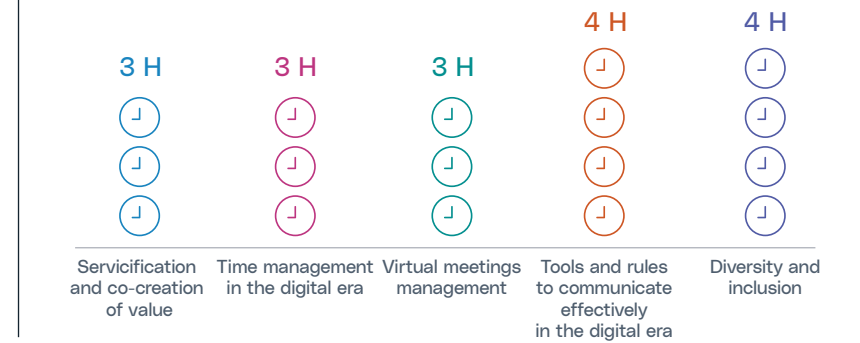 4 H
4 H
3 H
3 H
3 H
Servicification
and co-creation
of value
Time management
in the digital era
Virtual meetings
management
Tools and rules
to communicate
effectively
in the digital era
Diversity and
inclusion